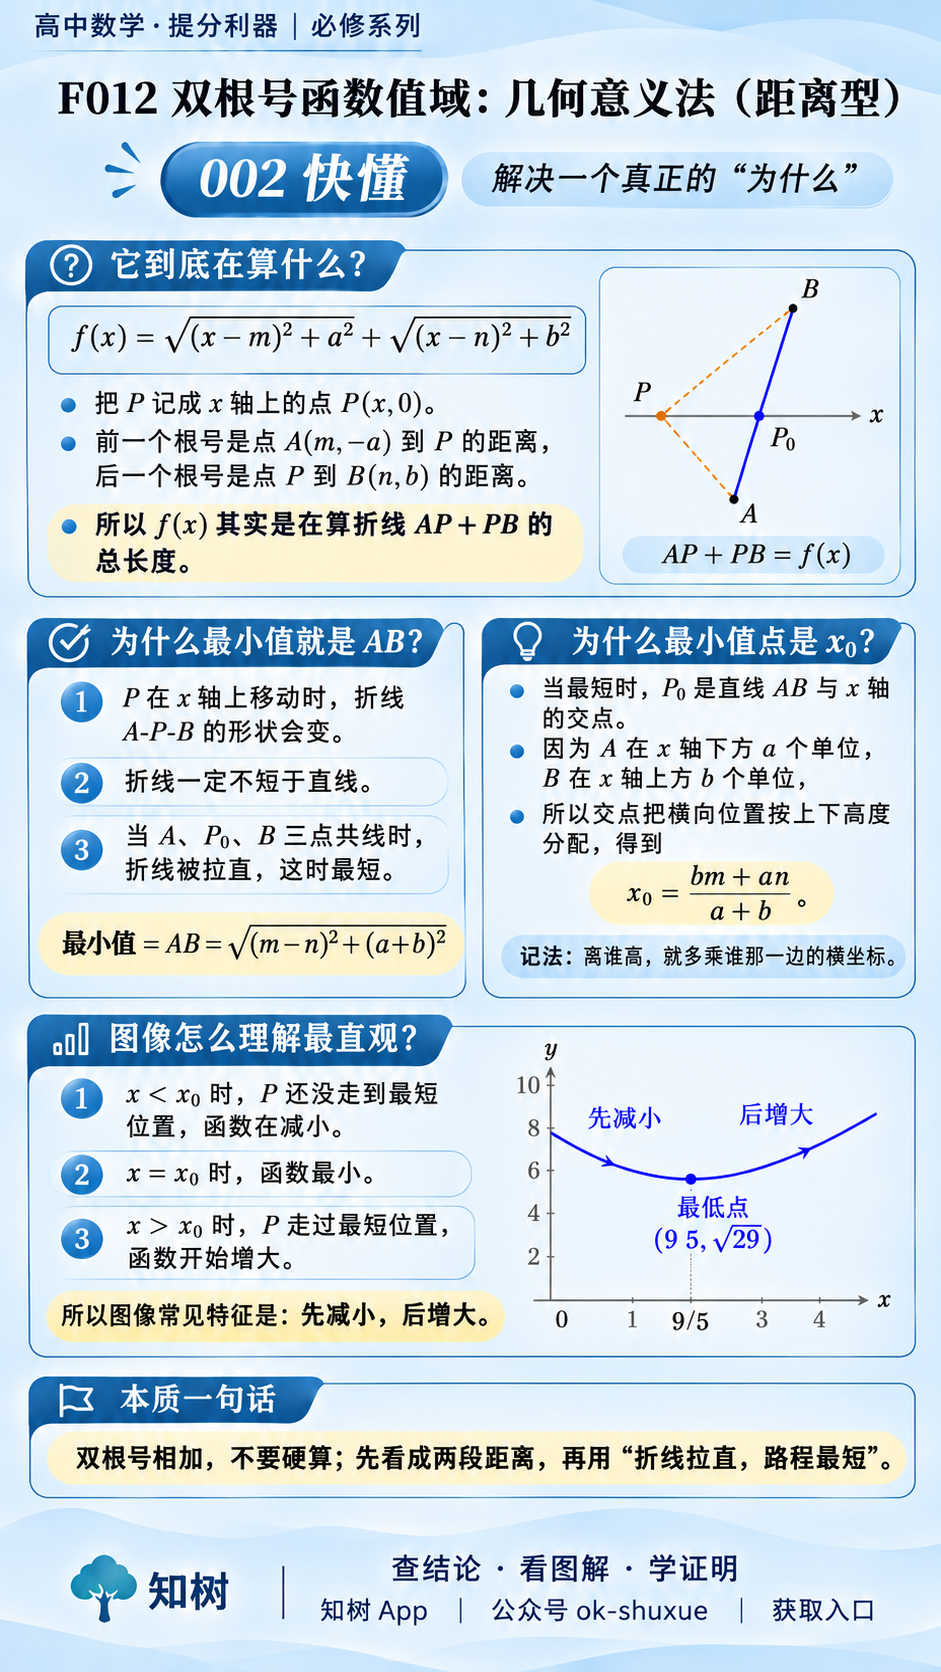 高中数学·提分利器 | 必修系列
F012 双根号函数值域：几何意义法（距离型）
002 快懂
解决一个真正的“为什么”
它到底在算什么？
f(x) = √((x − m)² + a²) + √((x − n)² + b²)
把 P 记成 x 轴上的点 P(x, 0)。
前一个根号是点 A(m, −a) 到 P 的距离，
后一个根号是点 P 到 B(n, b) 的距离。
所以 f(x) 其实是在算折线 AP + PB 的
总长度。
B
P
x
P₀
A
AP + PB = f(x)
为什么最小值就是 AB？
1 P 在 x 轴上移动时，折线
A-P-B 的形状会变。
2 折线一定不短于直线。
3 当 A、P₀、B 三点共线时，
折线被拉直，这时最短。
最小值 = AB = √((m−n)²+(a+b)²)
为什么最小值点是 x₀？
当最短时，P₀ 是直线 AB 与 x 轴
的交点。
因为 A 在 x 轴下方 a 个单位，
B 在 x 轴上方 b 个单位，
所以交点把横向位置按上下高度
分配，得到
x₀ = (bm + an)/(a + b)。
记法：离谁高，就多乘谁那一边的横坐标。
图像怎么理解最直观？
1 x < x₀ 时，P 还没走到最短
位置，函数在减小。
2 x = x₀ 时，函数最小。
3 x > x₀ 时，P 走过最短位置，
函数开始增大。
所以图像常见特征是：先减小，后增大。
y
10
8
6
4
2
先减小
后增大
最低点
(9 5, √29)
x
0 1 9/5 3 4
本质一句话
双根号相加，不要硬算；先看成两段距离，再用“折线拉直，路程最短”。
知树
查结论 · 看图解 · 学证明
知树 App | 公众号 ok-shuxue | 获取入口